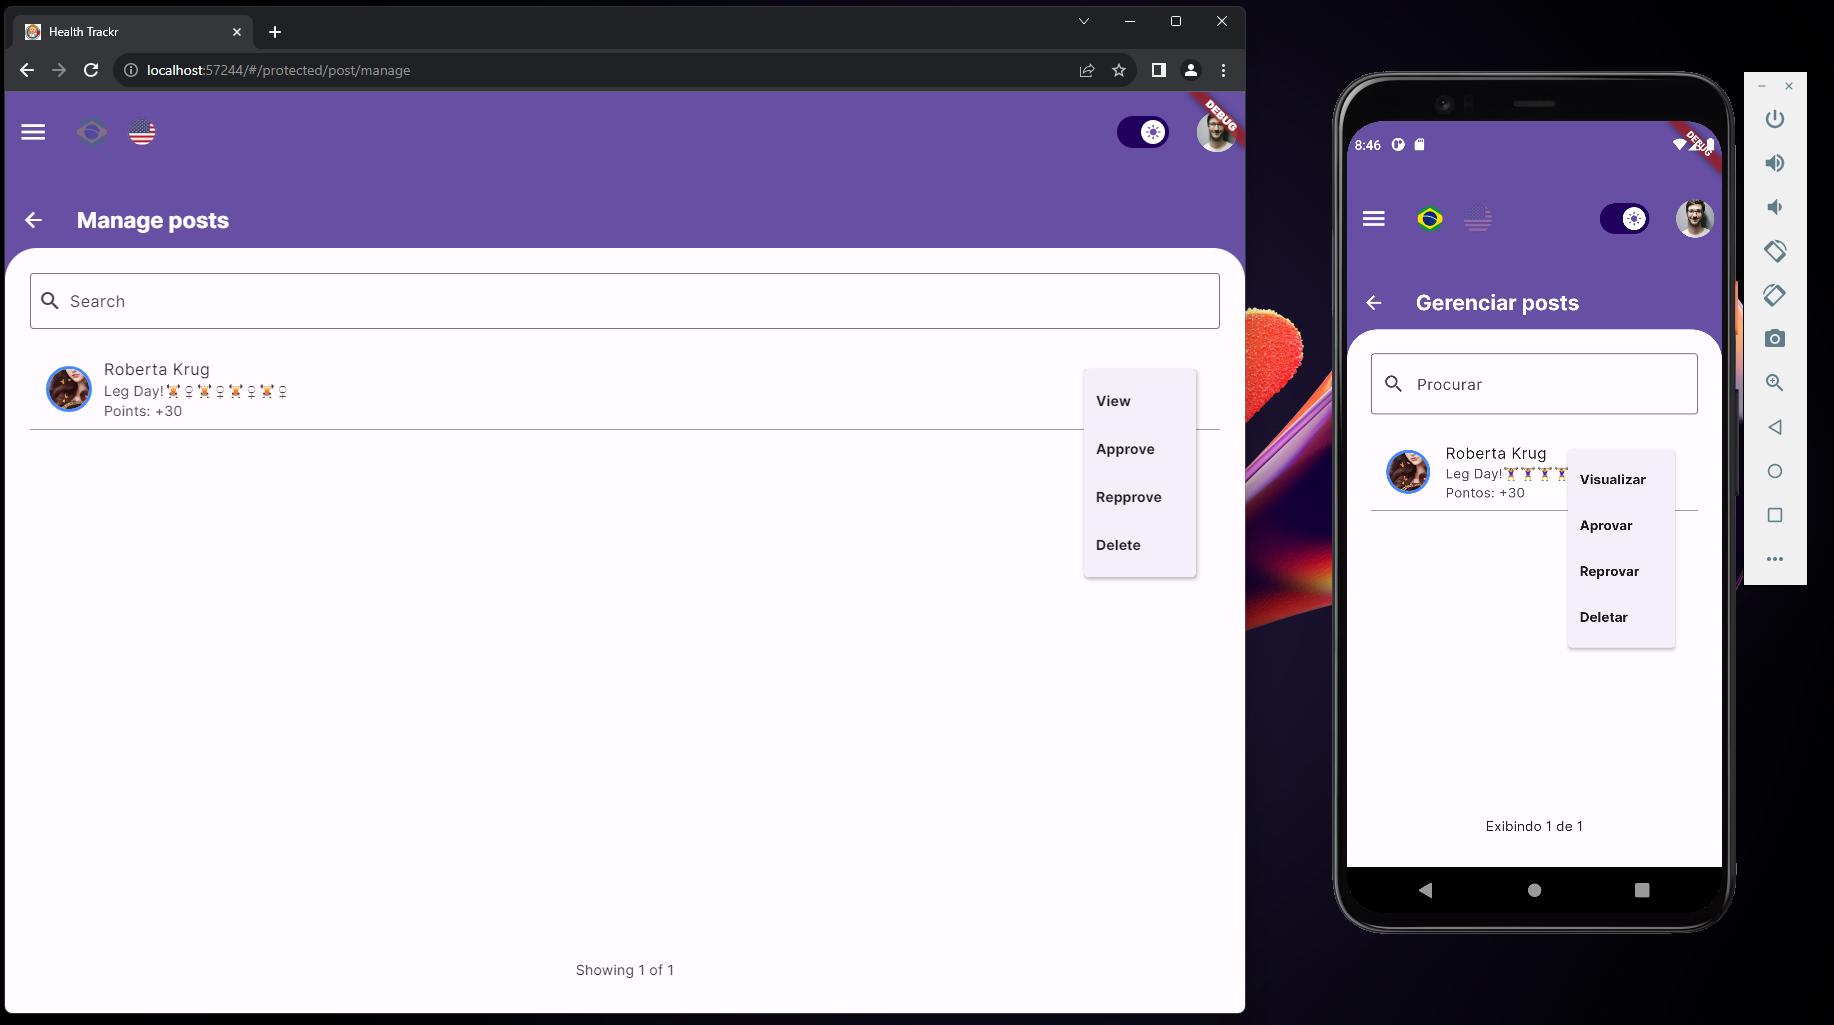 Health Trackr
localhost:57244/#/protected/post/manage
DEBUG
Manage posts
Search
Roberta Krug
Leg Day!🏋️♀🏋️♀🏋️♀🏋️♀
Points: +30
View
Approve
Repprove
Delete
Showing 1 of 1
8:46
DEBUG
Gerenciar posts
Procurar
Roberta Krug
Leg Day!🏋️‍♀️🏋️‍♀️🏋️‍♀️🏋️‍♀️
Pontos: +30
Visualizar
Aprovar
Reprovar
Deletar
Exibindo 1 de 1